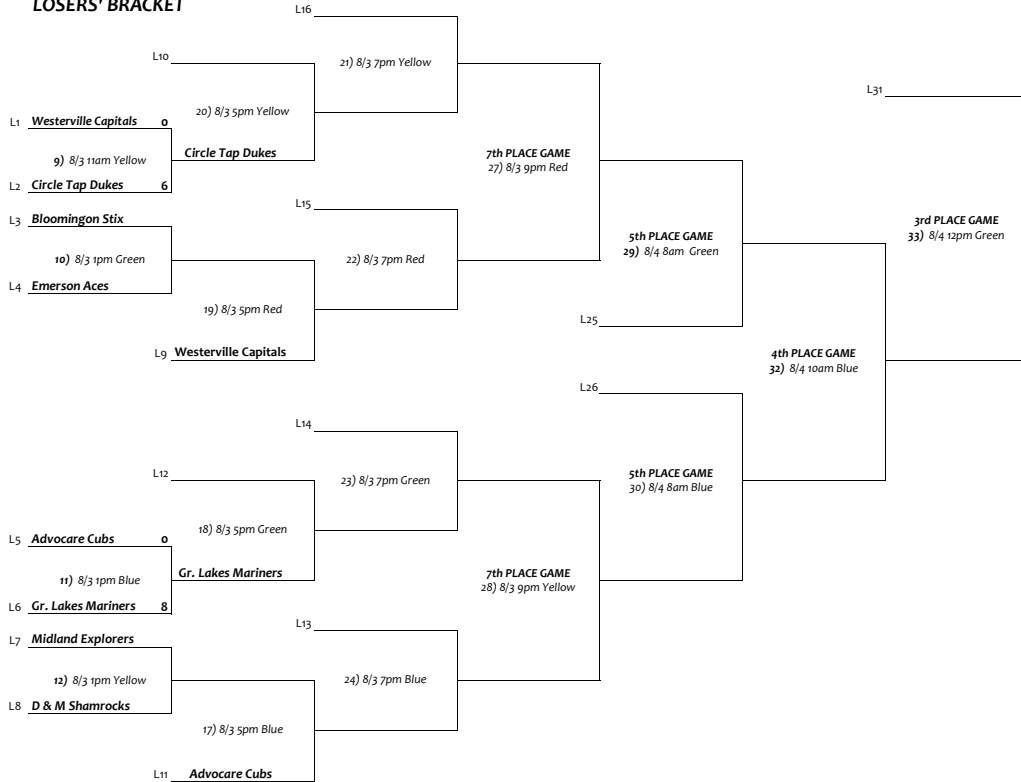 LOSERS' BRACKET
L16
L10
21) 8/3 7pm Yellow
L31
20) 8/3 5pm Yellow
L1 Westerville Capitals 0
9) 8/3 11am Yellow
Circle Tap Dukes
7th PLACE GAME
27) 8/3 9pm Red
L2 Circle Tap Dukes 6
L3 Bloomingon Stix
L15
3rd PLACE GAME
33) 8/4 12pm Green
5th PLACE GAME
29) 8/4 8am Green
10) 8/3 1pm Green
22) 8/3 7pm Red
L4 Emerson Aces
19) 8/3 5pm Red
L25
L9 Westerville Capitals
4th PLACE GAME
32) 8/4 10am Blue
L26
L14
L12
23) 8/3 7pm Green
5th PLACE GAME
30) 8/4 8am Blue
18) 8/3 5pm Green
L5 Advocare Cubs 0
11) 8/3 1pm Blue
Gr. Lakes Mariners
7th PLACE GAME
28) 8/3 9pm Yellow
L6 Gr. Lakes Mariners 8
L13
L7 Midland Explorers
12) 8/3 1pm Yellow
24) 8/3 7pm Blue
L8 D & M Shamrocks
17) 8/3 5pm Blue
L11 Advocare Cubs